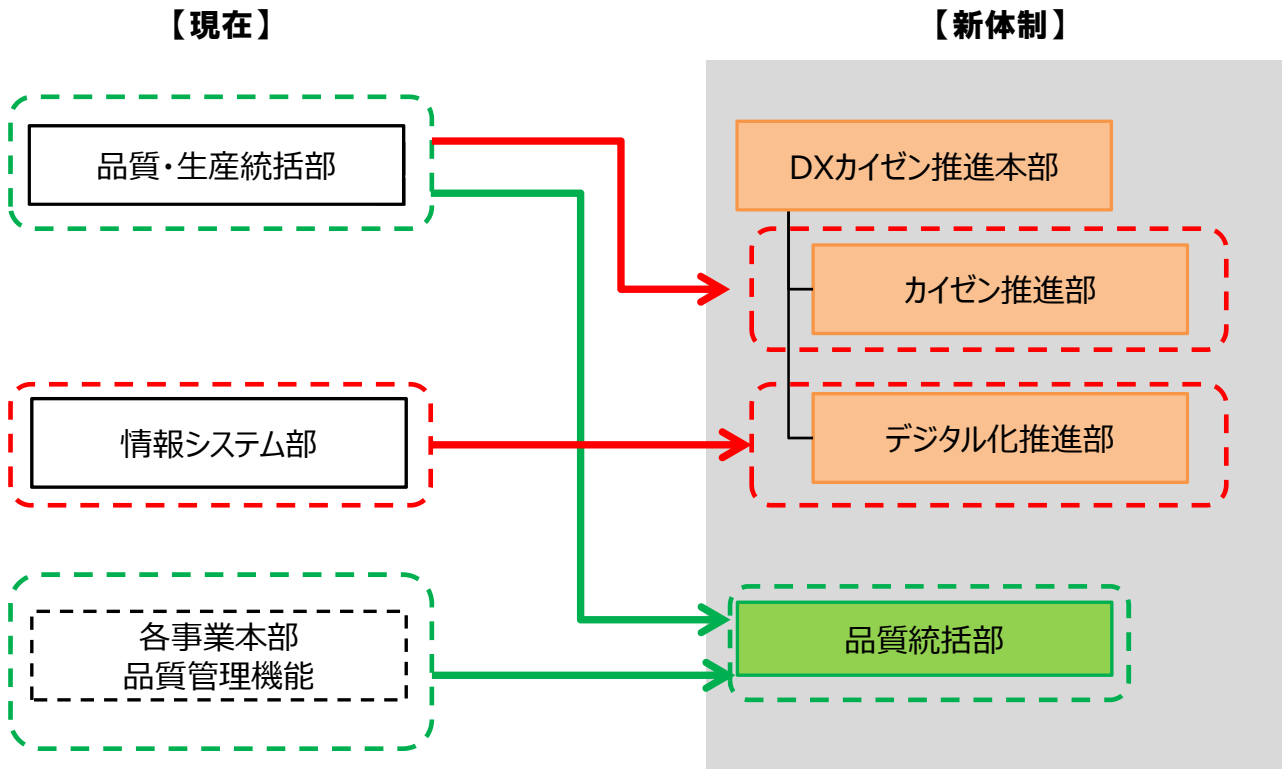 【現在】
【新体制】
品質・生産統括部
DXカイゼン推進本部
カイゼン推進部
情報システム部
デジタル化推進部
各事業本部
品質管理機能
品質統括部